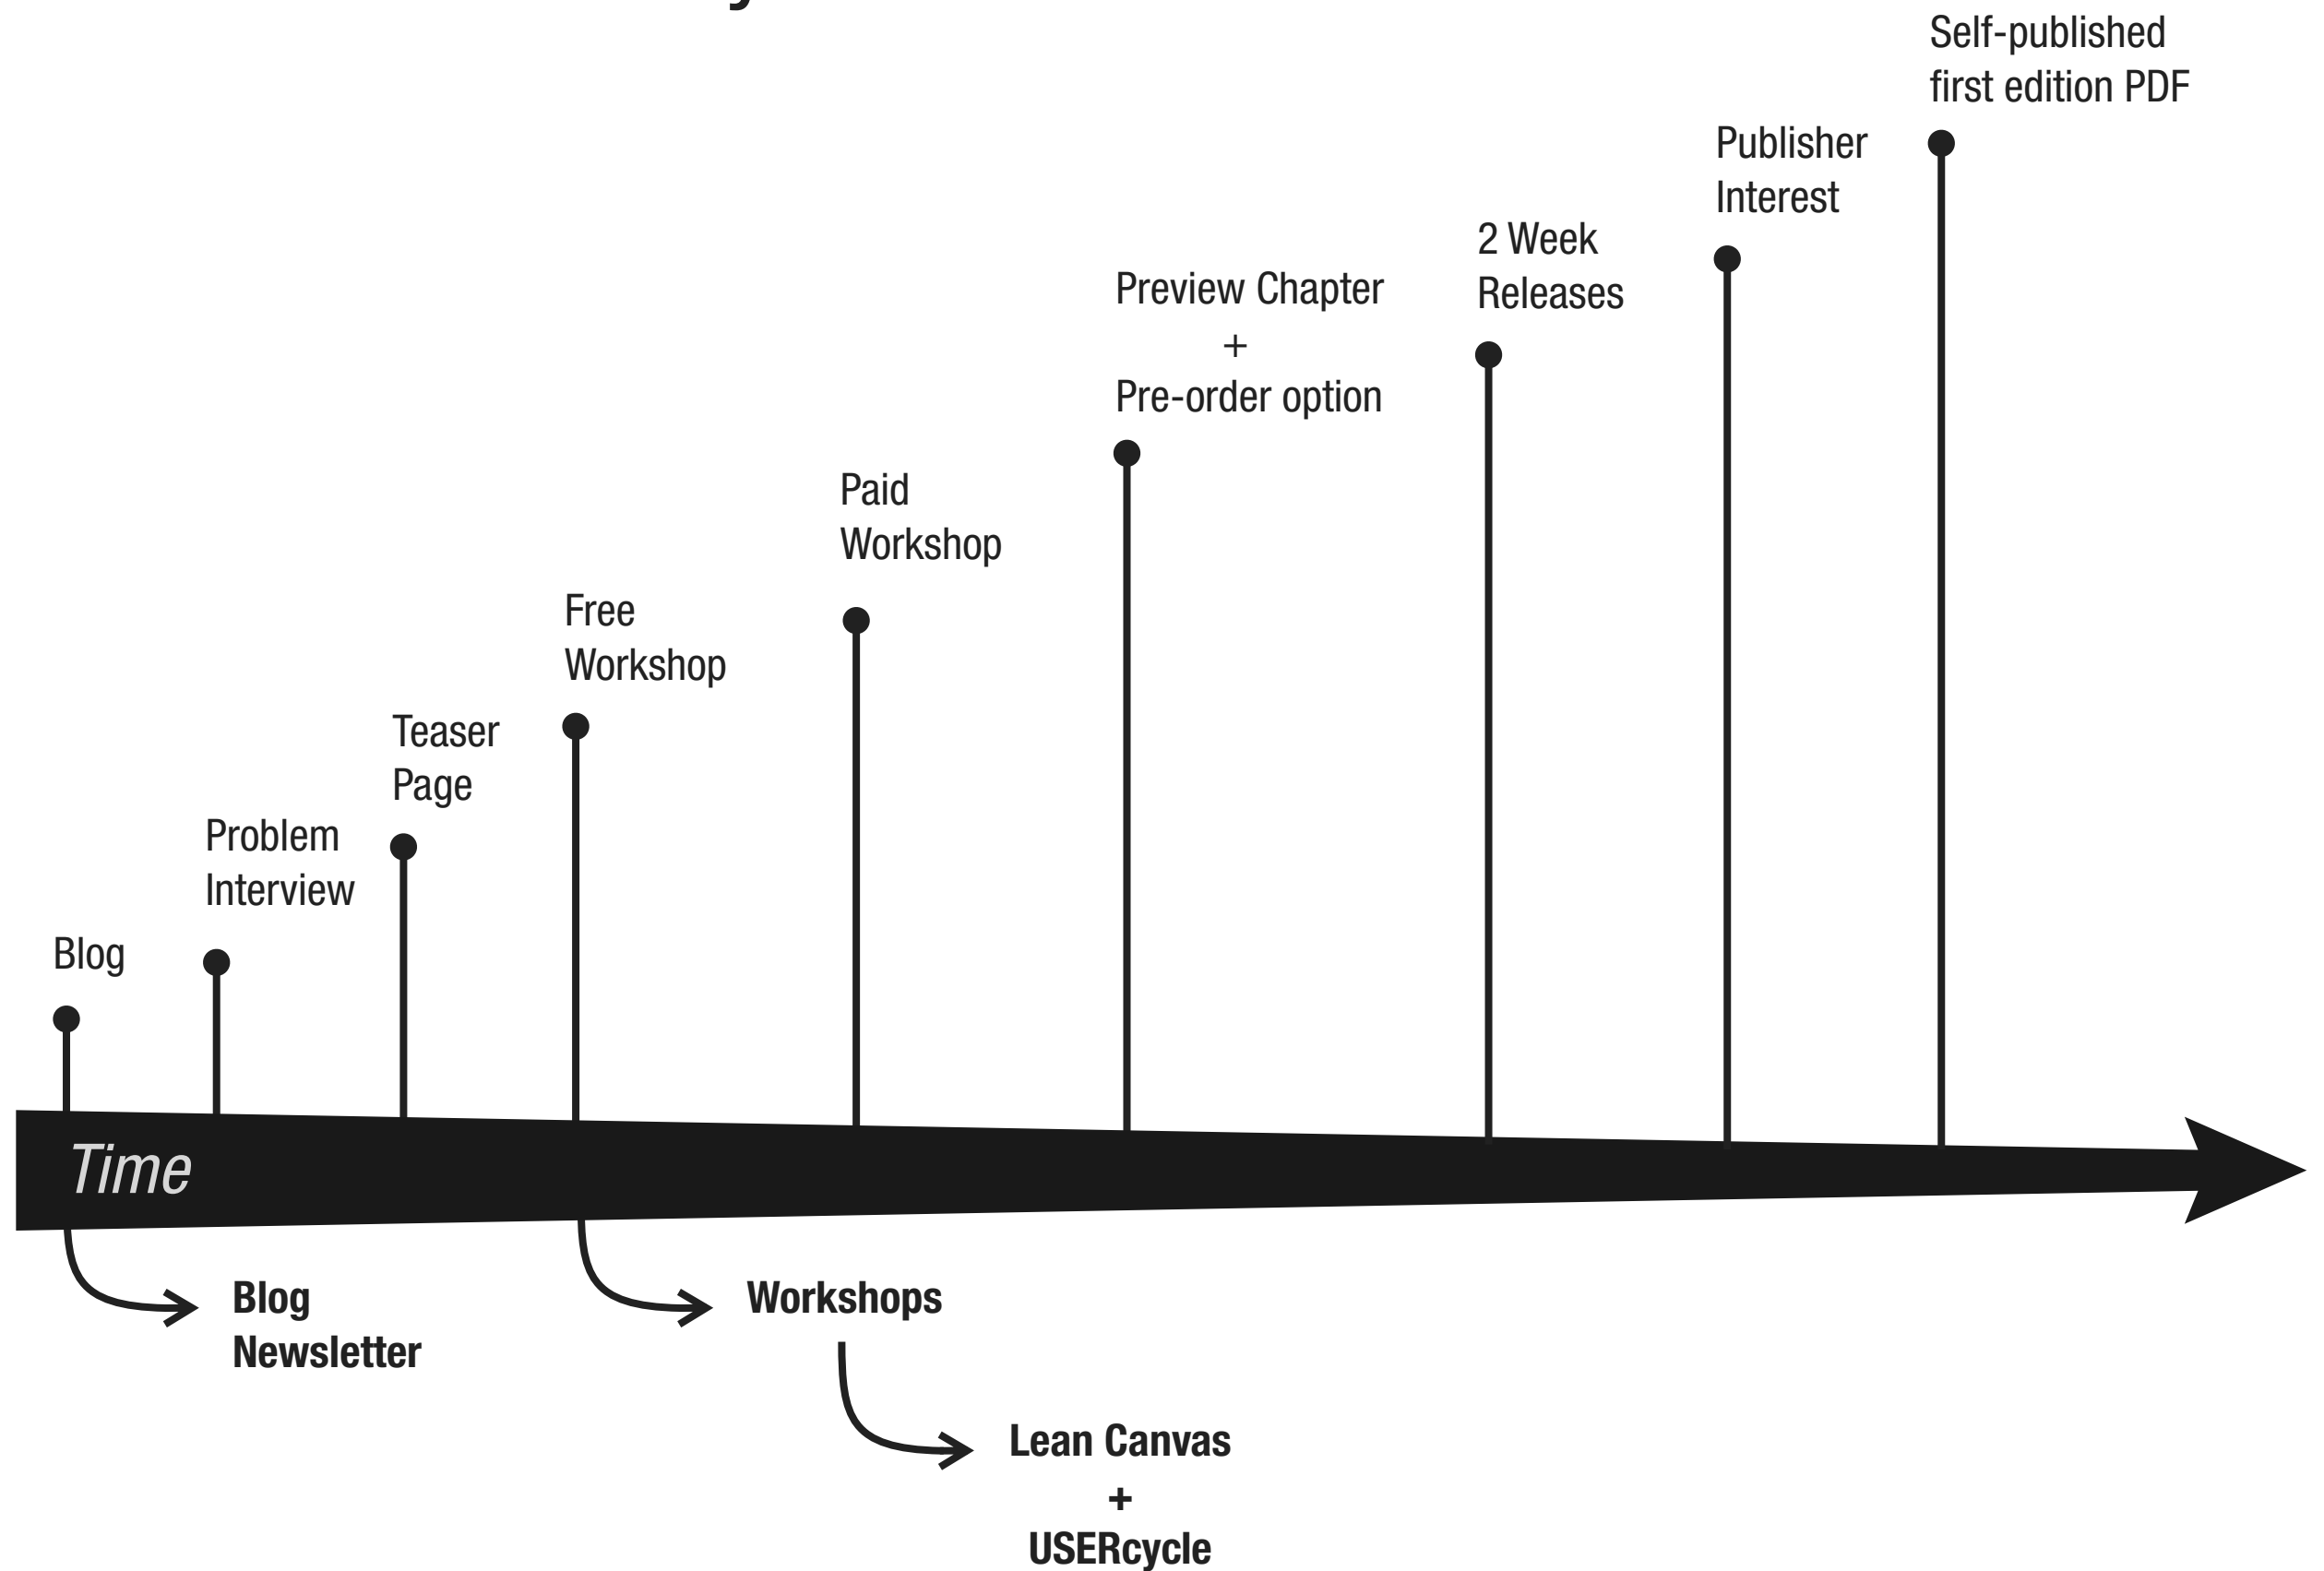 Self-published
first edition PDF
Publisher
Interest
2 Week
Releases
Preview Chapter
+
Pre-order option
Paid
Workshop
Free
Workshop
Teaser
Page
Problem
Interview
Blog
Time
Blog
Newsletter
Workshops
Lean Canvas
+
USERcycle